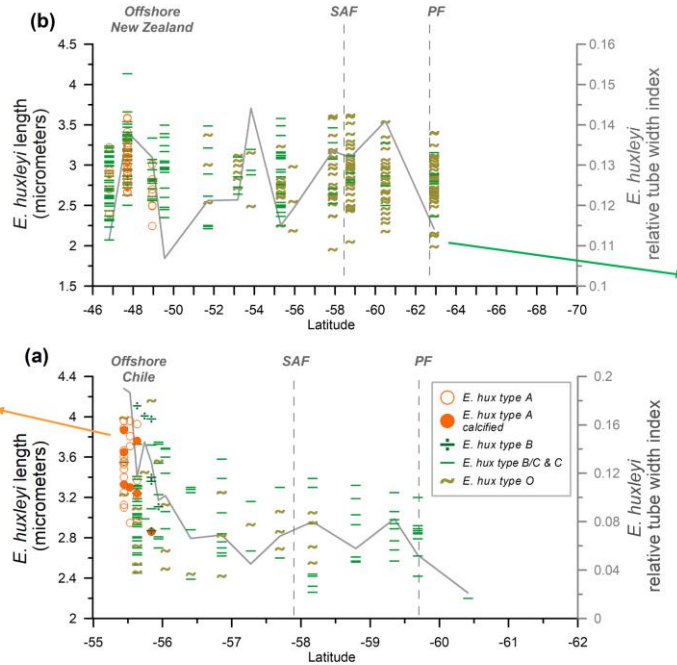 (b)
Offshore
New Zealand
SAF
PF
4.5
4
3.5
3
2.5
2
1.5
E. huxleyi length
(micrometers)
0.16
0.15
0.14
0.13
0.12
0.11
0.1
E. huxleyi
relative tube width index
-46 -48 -50 -52 -54 -56 -58 -60 -62 -64 -66 -68 -70
Latitude
(a)
Offshore
Chile
SAF
PF
4.4
4
3.6
3.2
2.8
2.4
2
E. huxleyi length
(micrometers)
E. hux type A
E. hux type A
calcified
E. hux type B
E. hux type B/C & C
E. hux type O
0.2
0.16
0.12
0.08
0.04
0
E. huxleyi
relative tube width index
-55 -56 -57 -58 -59 -60 -61 -62
Latitude